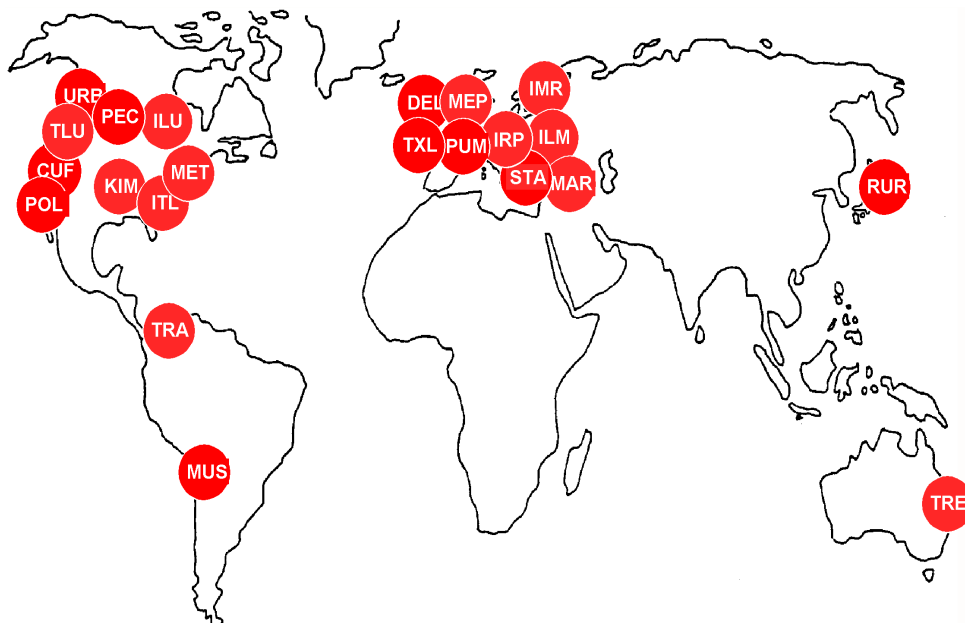 URB
PEC
ILU
TLU
CUF
KIM
MET
POL
ITL
DEL
MEP
IMR
TXL
PUM
IRP
ILM
STA
MAR
RUR
TRA
MUS
TRE